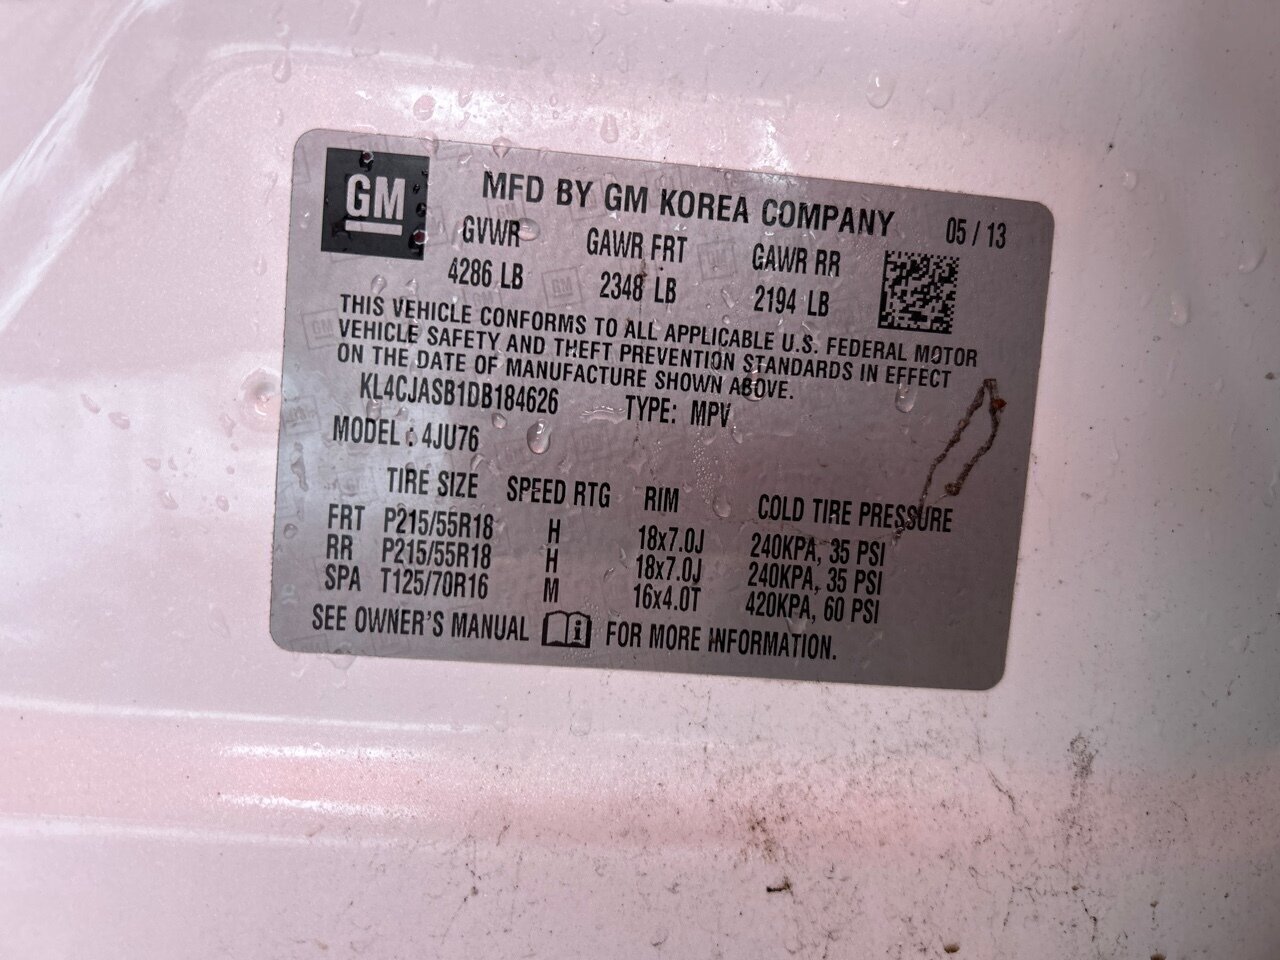 GM
MFD BY GM KOREA COMPANY 05 / 13
GVWR GAWR FRT GAWR RR
4286 LB 2348 LB 2194 LB
THIS VEHICLE CONFORMS TO ALL APPLICABLE U.S. FEDERAL MOTOR
VEHICLE SAFETY AND THEFT PREVENTION STANDARDS IN EFFECT
ON THE DATE OF MANUFACTURE SHOWN ABOVE.
KL4CJASB1DB184626 TYPE: MPV
MODEL : 4JU76
TIRE SIZE SPEED RTG RIM COLD TIRE PRESSURE
FRT P215/55R18 H 18x7.0J 240KPA, 35 PSI
RR P215/55R18 H 18x7.0J 240KPA, 35 PSI
SPA T125/70R16 M 16x4.0T 420KPA, 60 PSI
SEE OWNER'S MANUAL FOR MORE INFORMATION.